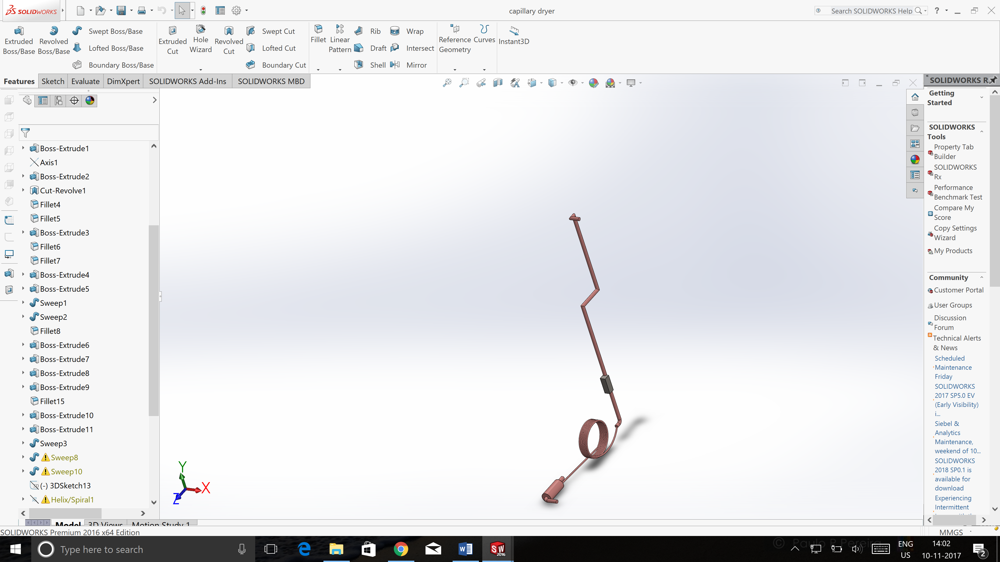 SOLIDWORKS
capillary dryer
Search SOLIDWORKS Help
?
Extruded Boss/Base
Revolved Boss/Base
Swept Boss/Base
Lofted Boss/Base
Boundary Boss/Base
Extruded Cut
Hole Wizard
Revolved Cut
Swept Cut
Lofted Cut
Boundary Cut
Fillet
Linear Pattern
Rib
Draft
Shell
Wrap
Intersect
Mirror
Reference Geometry
Curves
Instant3D
Features
Sketch
Evaluate
DimXpert
SOLIDWORKS Add-Ins
SOLIDWORKS MBD
Boss-Extrude1
Axis1
Boss-Extrude2
Cut-Revolve1
Fillet4
Fillet5
Boss-Extrude3
Fillet6
Fillet7
Boss-Extrude4
Boss-Extrude5
Sweep1
Sweep2
Fillet8
Boss-Extrude6
Boss-Extrude7
Boss-Extrude8
Boss-Extrude9
Fillet15
Boss-Extrude10
Boss-Extrude11
Sweep3
Sweep8
Sweep10
(-) 3DSketch13
Helix/Spiral1
Y
X
Z
SOLIDWORKS R
Getting
Started
SOLIDWORKS
Tools
Property Tab
Builder
SOLIDWORKS
Rx
Performance
Benchmark Test
Compare My
Score
Copy Settings
Wizard
My Products
Community
Customer Portal
User Groups
Discussion
Forum
Technical Alerts
& News
Scheduled
Maintenance
Friday
SOLIDWORKS
2017 SP5.0 EV
(Early Visibility)
i...
Siebel &
Analytics
Maintenance,
weekend of 10...
SOLIDWORKS
2018 SP0.1 is
available for
download
Experiencing
Intermittent
Model
3D Views
Motion Study 1
SOLIDWORKS Premium 2016 x64 Edition
MMGS
Type here to search
W
SW
2016
© Paulo P Pereira
ENG
US
14:02
10-11-2017
2